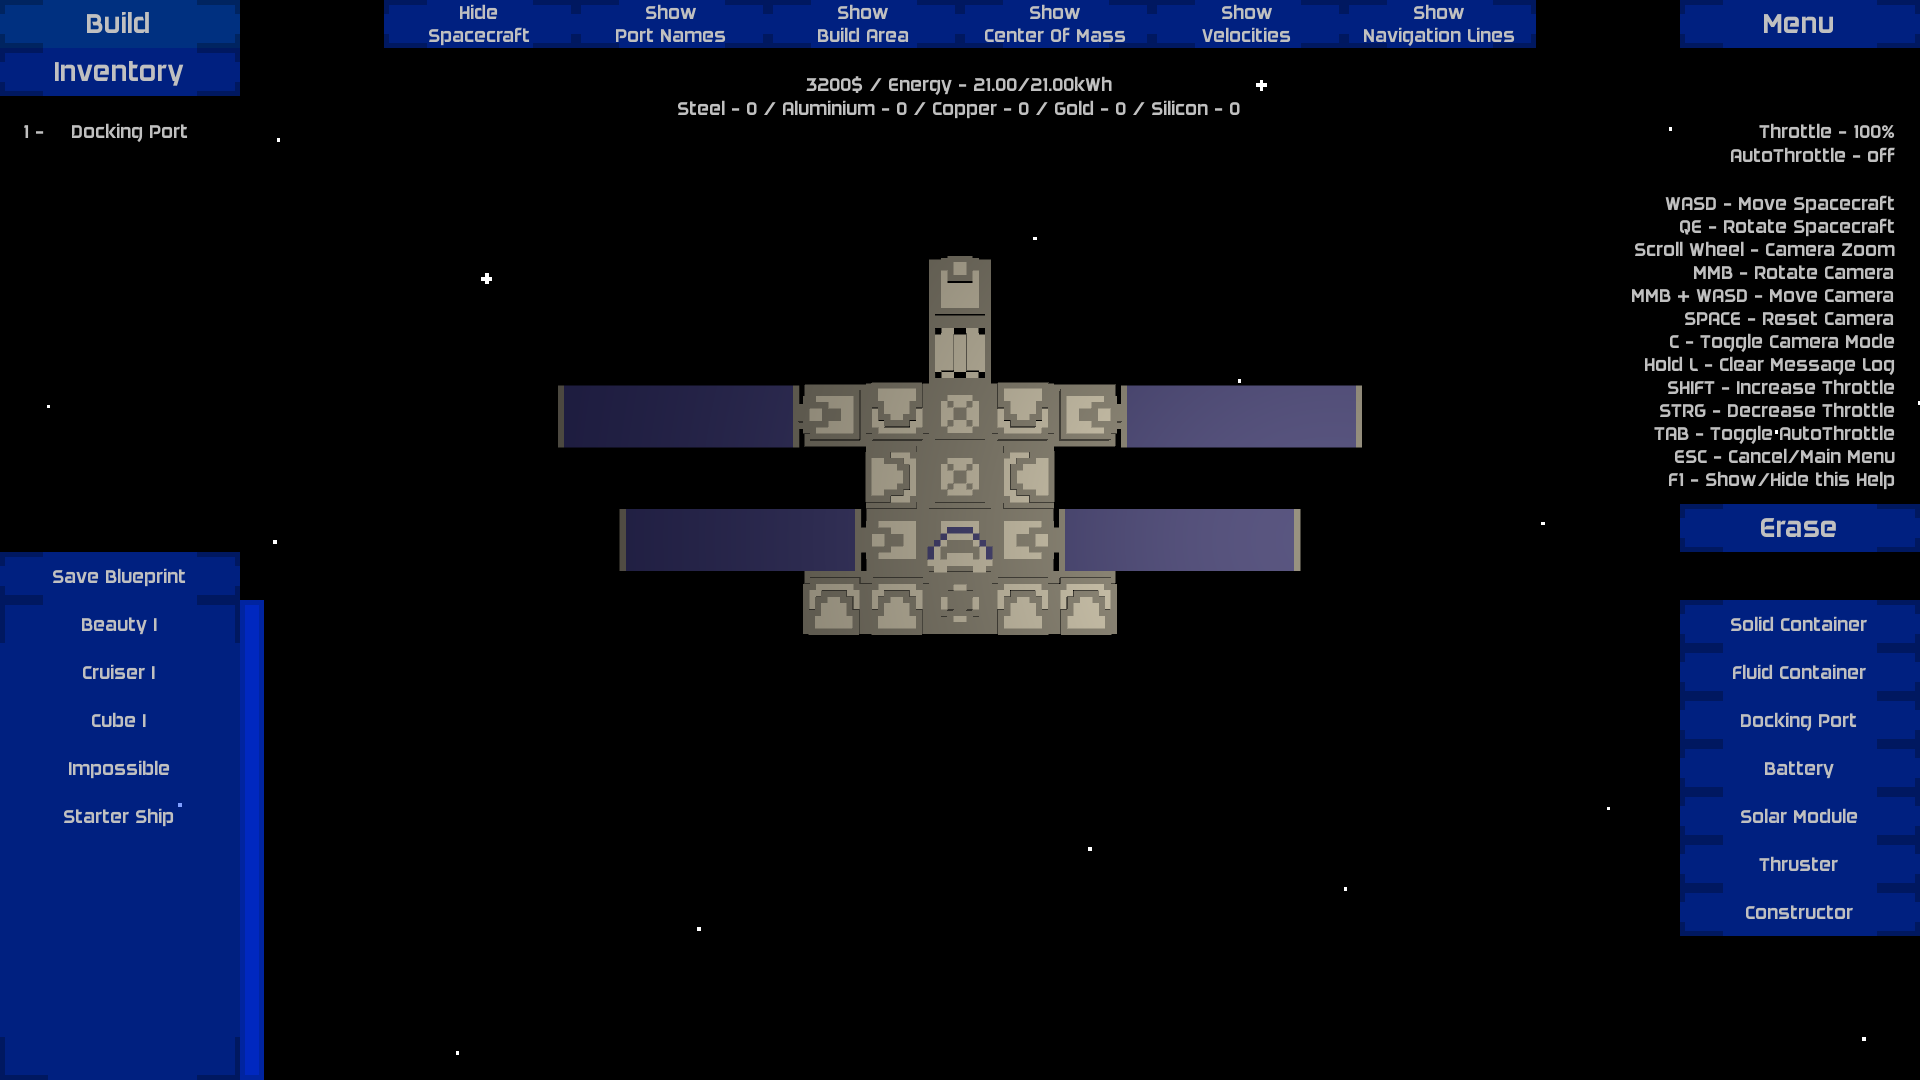 Build
Inventory
1 - Docking Port
Hide
Spacecraft
Show
Port Names
Show
Build Area
Show
Center Of Mass
Show
Velocities
Show
Navigation Lines
Menu
3200$ / Energy - 21.00/21.00kWh
Steel - 0 / Aluminium - 0 / Copper - 0 / Gold - 0 / Silicon - 0
Throttle - 100%
AutoThrottle - off
WASD - Move Spacecraft
QE - Rotate Spacecraft
Scroll Wheel - Camera Zoom
MMB - Rotate Camera
MMB + WASD - Move Camera
SPACE - Reset Camera
C - Toggle Camera Mode
Hold L - Clear Message Log
SHIFT - Increase Throttle
STRG - Decrease Throttle
TAB - Toggle AutoThrottle
ESC - Cancel/Main Menu
F1 - Show/Hide this Help
Erase
Save Blueprint
Beauty I
Cruiser I
Cube I
Impossible
Starter Ship
Solid Container
Fluid Container
Docking Port
Battery
Solar Module
Thruster
Constructor